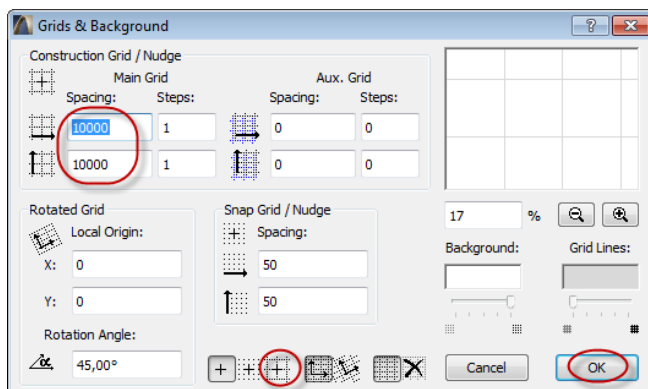 Grids & Background
Construction Grid / Nudge
Main Grid
Aux. Grid
Spacing: Steps: Spacing: Steps:
10000 1 0 0
10000 1 0 0
17 %
Rotated Grid
Snap Grid / Nudge
Local Origin:
Spacing:
Background: Grid Lines:
X: 0
50
Y: 0
50
Rotation Angle:
α 45,00°
Cancel OK